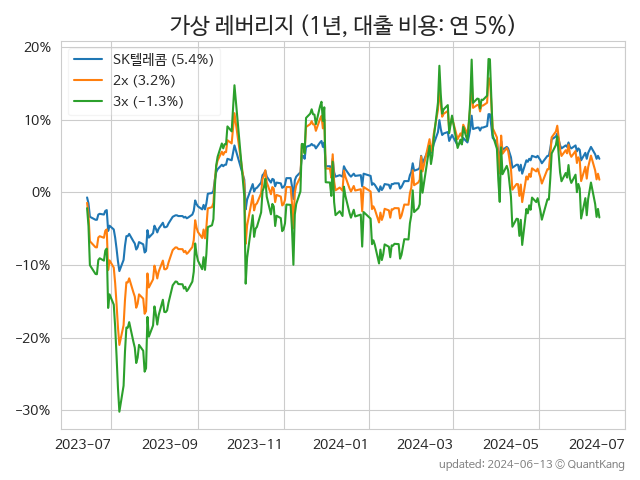 가상 레버리지 (1년, 대출 비용: 연 5%)
SK텔레콤 (5.4%)
2x (3.2%)
3x (−1.3%)
20%
10%
0%
−10%
−20%
−30%
2023-07 2023-09 2023-11 2024-01 2024-03 2024-05 2024-07
updated: 2024-06-13 © QuantKang